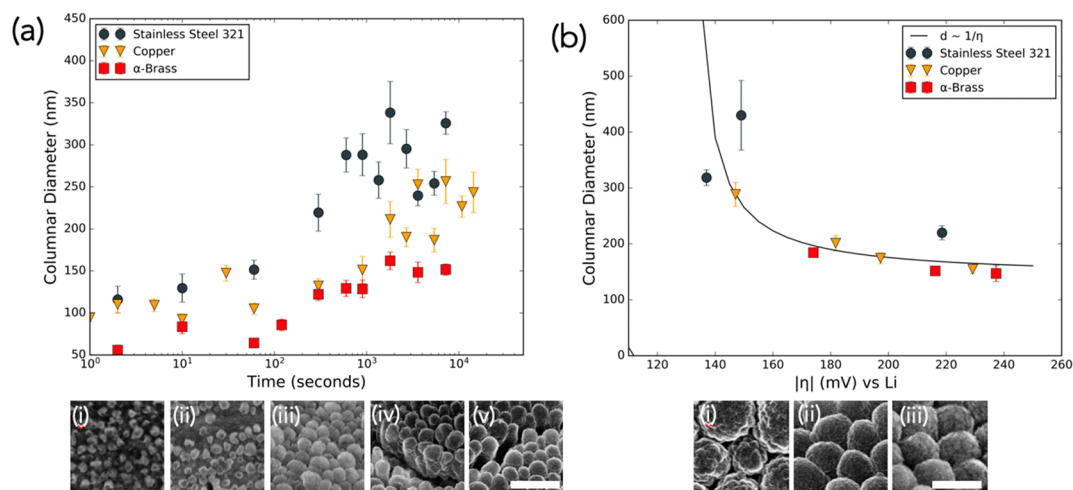 (a)
Stainless Steel 321
Copper
α-Brass
Columnar Diameter (nm)
450
400
350
300
250
200
150
100
50
10⁰ 10¹ 10² 10³ 10⁴
Time (seconds)
(i) (ii) (iii) (iv) (v)
(b)
d ~ 1/η
Stainless Steel 321
Copper
α-Brass
Columnar Diameter (nm)
600
500
400
300
200
100
0
110 120 140 160 180 200 220 240 260
|η| (mV) vs Li
(i) (ii) (iii)